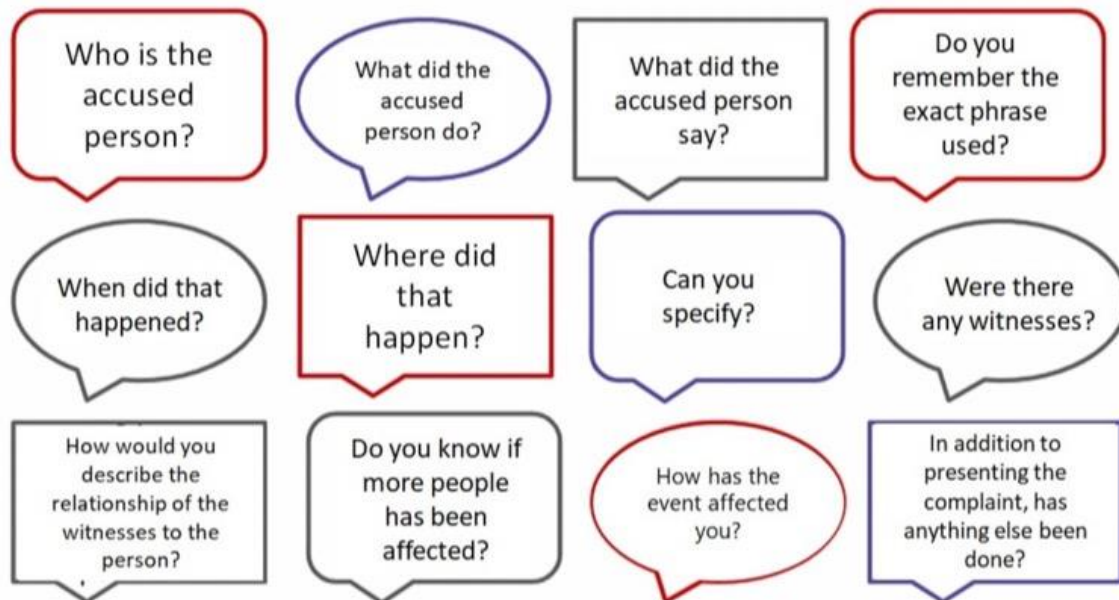 Who is the
accused
person?
What did the
accused
person do?
What did the
accused person
say?
Do you
remember the
exact phrase
used?
When did that
happened?
Where did
that
happen?
Can you
specify?
Were there
any witnesses?
How would you
describe the
relationship of the
witnesses to the
person?
Do you know if
more people
has been
affected?
How has the
event affected
you?
In addition to
presenting the
complaint, has
anything else been
done?